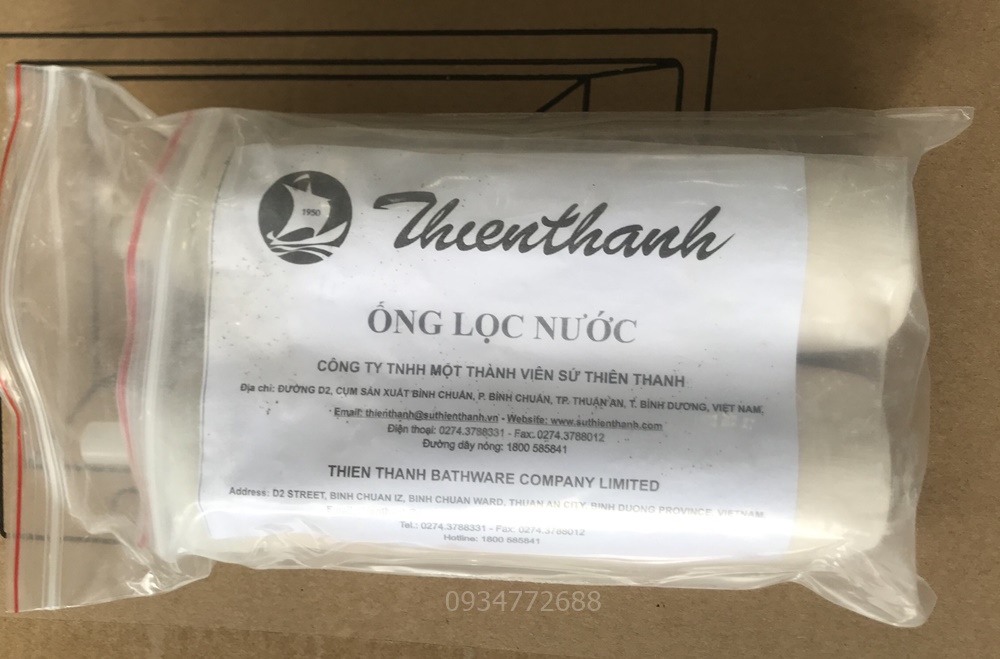 1950
Thienthanh
ỐNG LỌC NƯỚC
CÔNG TY TNHH MỘT THÀNH VIÊN SỨ THIÊN THANH
Địa chỉ: ĐƯỜNG D2, CỤM SẢN XUẤT BÌNH CHUẨN, P. BÌNH CHUẨN, TP. THUẬN AN, T. BÌNH DƯƠNG, VIỆT NAM,
Email: thienthanh@suthienthanh.vn - Website: www.suthienthanh.com
Điện thoại: 0274.3788331 - Fax: 0274.3788012
Đường dây nóng: 1800 585841
THIEN THANH BATHWARE COMPANY LIMITED
Address: D2 STREET, BINH CHUAN IZ, BINH CHUAN WARD, THUAN AN CITY, BINH DUONG PROVINCE, VIETNAM,
Tel.: 0274.3788331 - Fax: 0274.3788012
Hotline: 1800 585841
0934772688